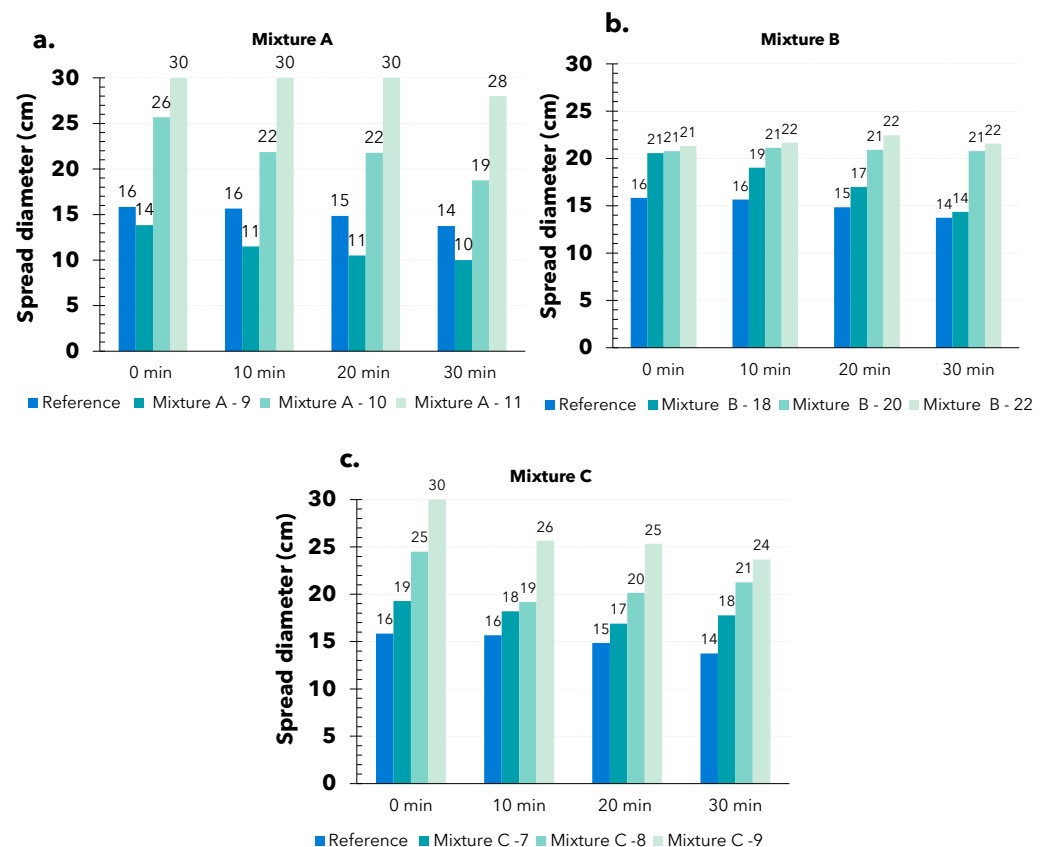 a.
Mixture A
Spread diameter (cm)
30
25
20
15
10
5
0
16 14 26 30
16 11 22 30
15 11 22 30
14 10 19 28
0 min 10 min 20 min 30 min
Reference Mixture A - 9 Mixture A - 10 Mixture A - 11
b.
Mixture B
Spread diameter (cm)
30
25
20
15
10
5
0
16 21 21 21
16 19 21 22
15 17 21 22
14 14 21 22
0 min 10 min 20 min 30 min
Reference Mixture B - 18 Mixture B - 20 Mixture B - 22
c.
Mixture C
Spread diameter (cm)
30
25
20
15
10
5
0
16 19 25 30
16 18 19 26
15 17 20 25
14 18 21 24
0 min 10 min 20 min 30 min
Reference Mixture C -7 Mixture C -8 Mixture C -9